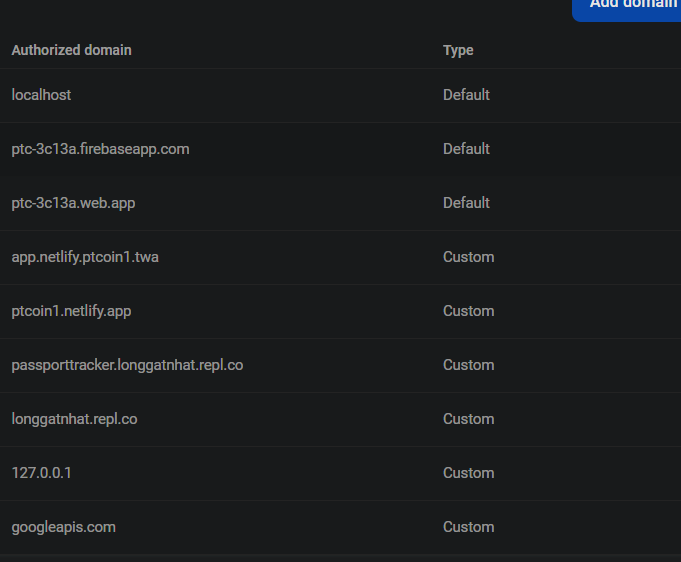 Add domain
Authorized domain Type
localhost Default
ptc-3c13a.firebaseapp.com Default
ptc-3c13a.web.app Default
app.netlify.ptcoin1.twa Custom
ptcoin1.netlify.app Custom
passporttracker.longgatnhat.repl.co Custom
longgatnhat.repl.co Custom
127.0.0.1 Custom
googleapis.com Custom